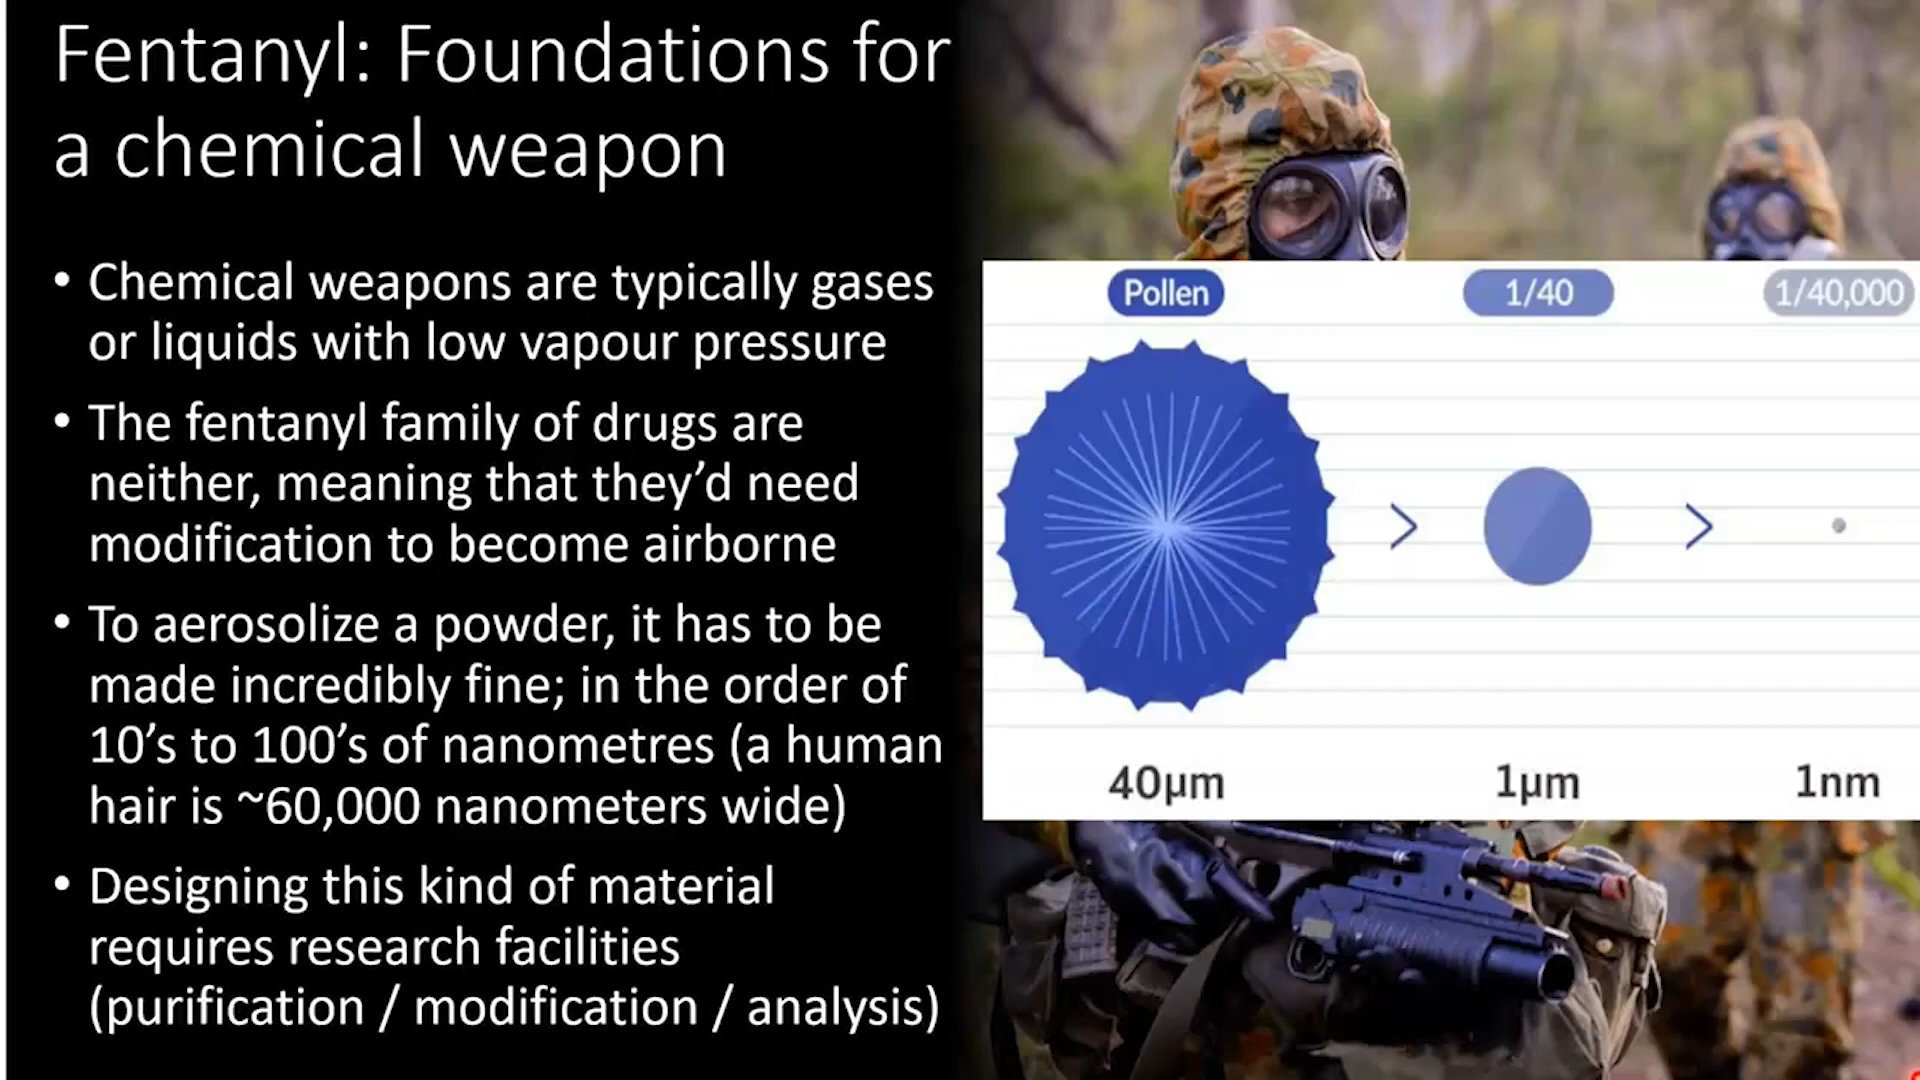 Fentanyl: Foundations for
a chemical weapon
• Chemical weapons are typically gases
or liquids with low vapour pressure
• The fentanyl family of drugs are
neither, meaning that they’d need
modification to become airborne
• To aerosolize a powder, it has to be
made incredibly fine; in the order of
10’s to 100’s of nanometres (a human
hair is ~60,000 nanometers wide)
• Designing this kind of material
requires research facilities
(purification / modification / analysis)
Pollen
1/40
1/40,000
>
>
40µm
1µm
1nm